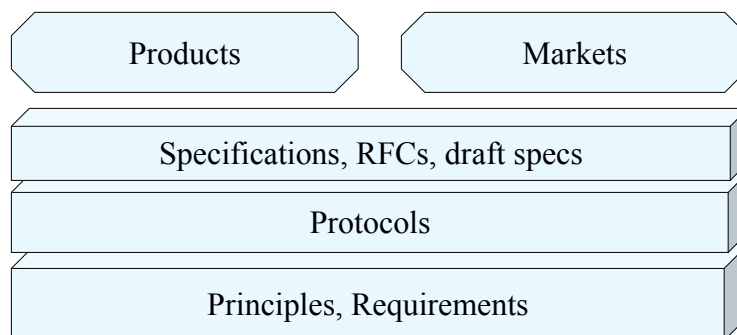 Products
Markets
Specifications, RFCs, draft specs
Protocols
Principles, Requirements